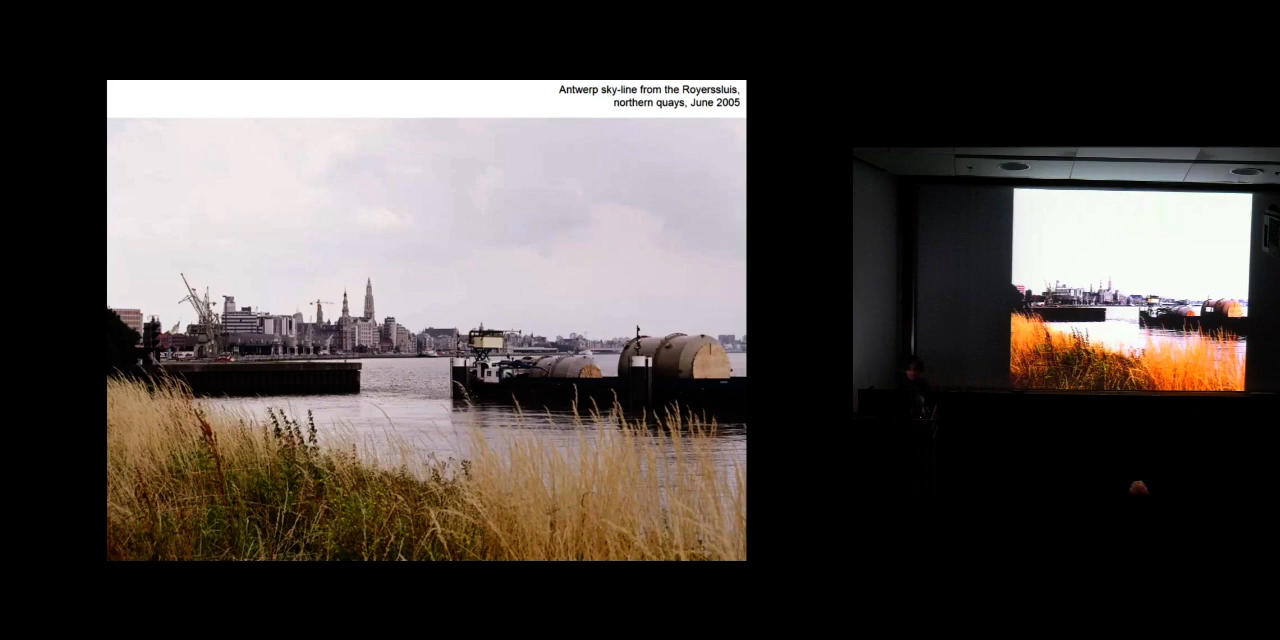 Antwerp sky-line from the Royerssluis,
northern quays, June 2005